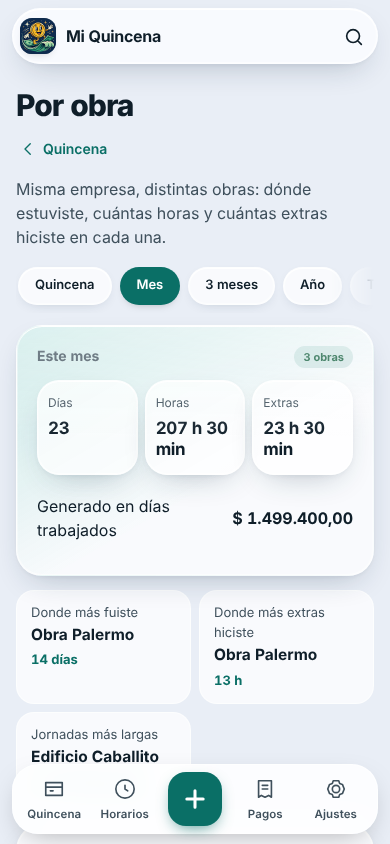 Mi Quincena
Por obra
Quincena
Misma empresa, distintas obras: dónde
estuviste, cuántas horas y cuántas extras
hiciste en cada una.
Quincena
Mes
3 meses
Año
Este mes
3 obras
Días
23
Horas
207 h 30
min
Extras
23 h 30
min
Generado en días
trabajados
$ 1.499.400,00
Donde más fuiste
Obra Palermo
14 días
Donde más extras
hiciste
Obra Palermo
13 h
Jornadas más largas
Edificio Caballito
Quincena
Horarios
Pagos
Ajustes